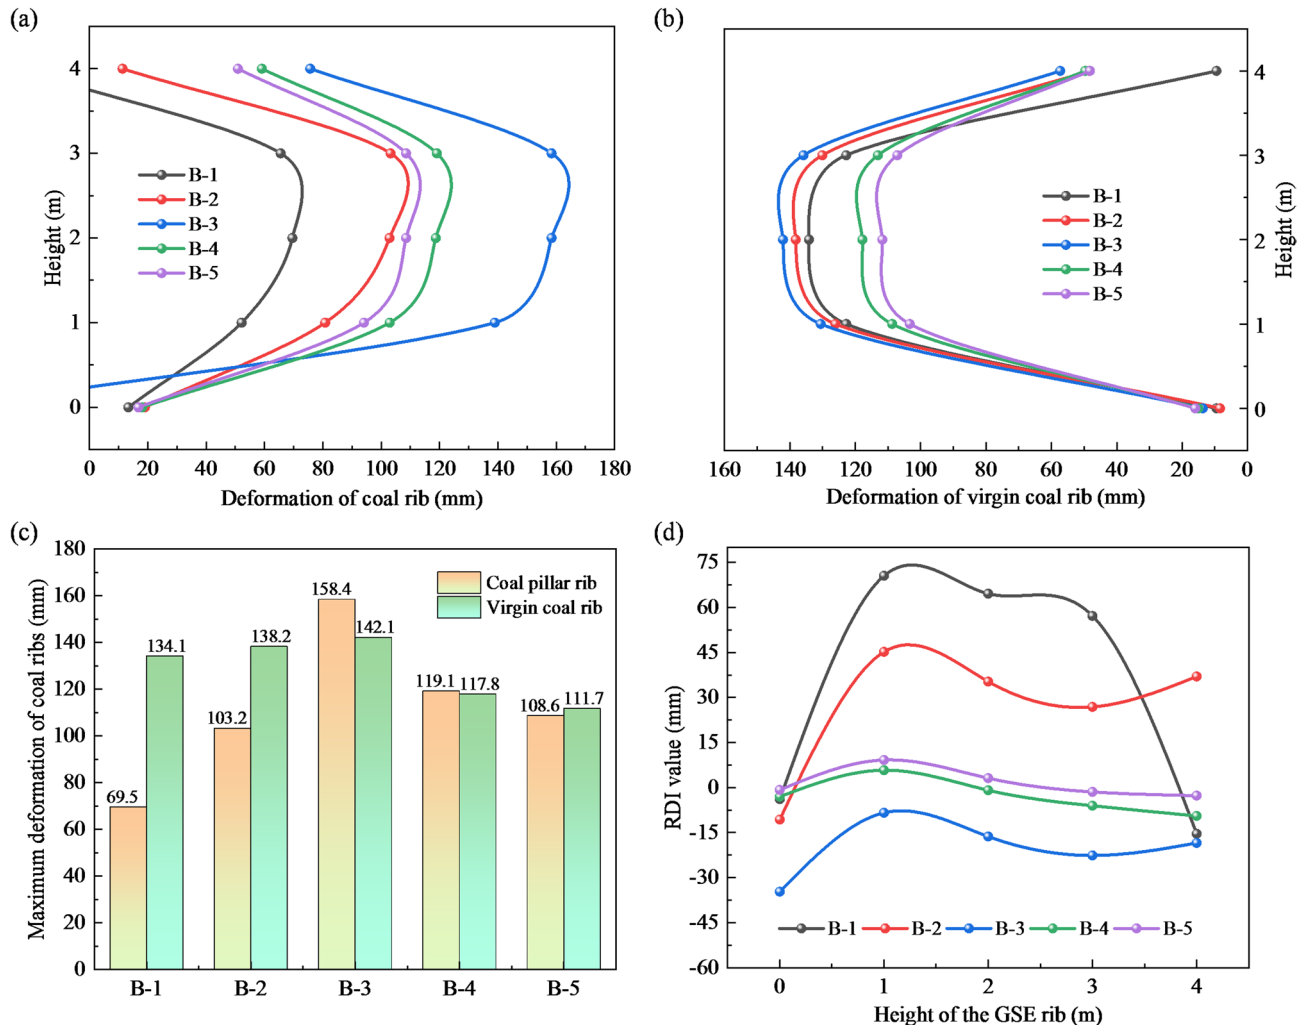 (a)
4
3
2
1
0
Height (m)
B-1
B-2
B-3
B-4
B-5
0 20 40 60 80 100 120 140 160 180
Deformation of coal rib (mm)
(b)
4
3
2
1
0
Height (m)
B-1
B-2
B-3
B-4
B-5
160 140 120 100 80 60 40 20 0
Deformation of virgin coal rib (mm)
(c)
180
160
140
120
100
80
60
40
20
0
Maximum deformation of coal ribs (mm)
Coal pillar rib
Virgin coal rib
69.5 134.1 103.2 138.2 158.4 142.1 119.1 117.8 108.6 111.7
B-1 B-2 B-3 B-4 B-5
(d)
75
60
45
30
15
0
-15
-30
-45
-60
RDI value (mm)
B-1 B-2 B-3 B-4 B-5
0 1 2 3 4
Height of the GSE rib (m)